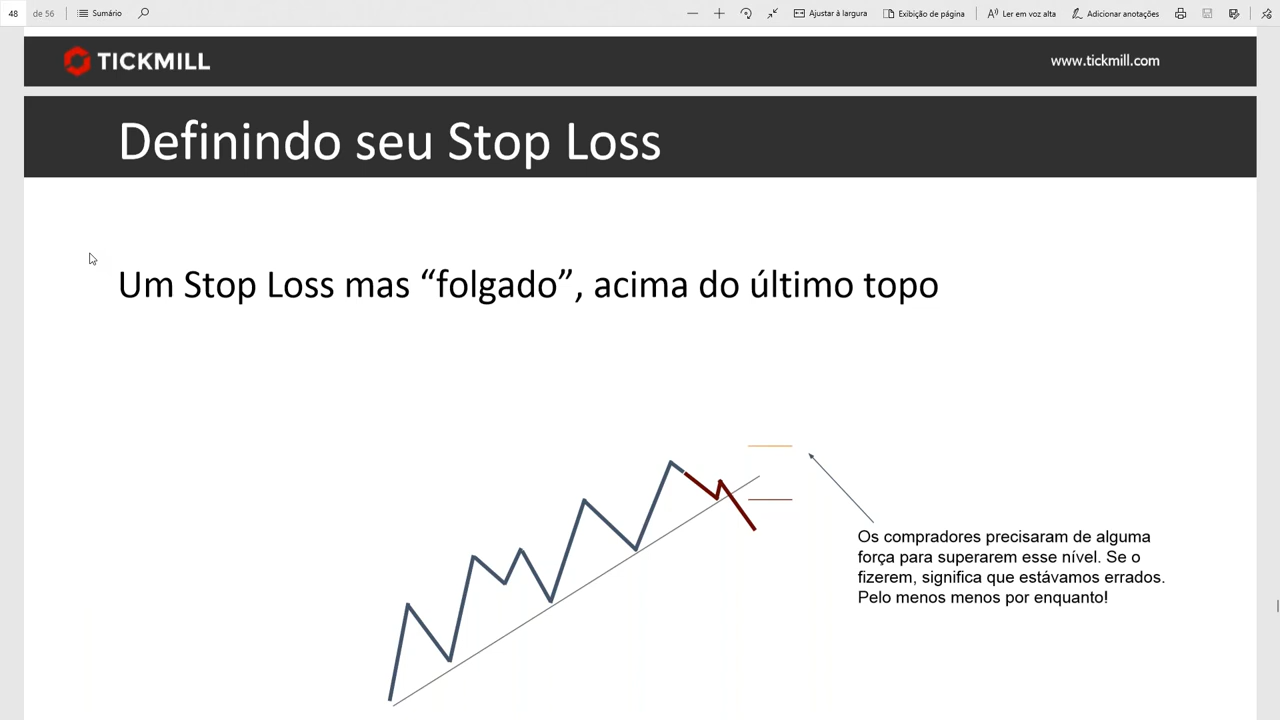 48 de 56 Sumário Ajustar à largura Exibição de página Ler em voz alta Adicionar anotações
TICKMILL www.tickmill.com
Definindo seu Stop Loss
Um Stop Loss mas “folgado”, acima do último topo
Os compradores precisaram de alguma
força para superarem esse nível. Se o
fizerem, significa que estávamos errados.
Pelo menos menos por enquanto!